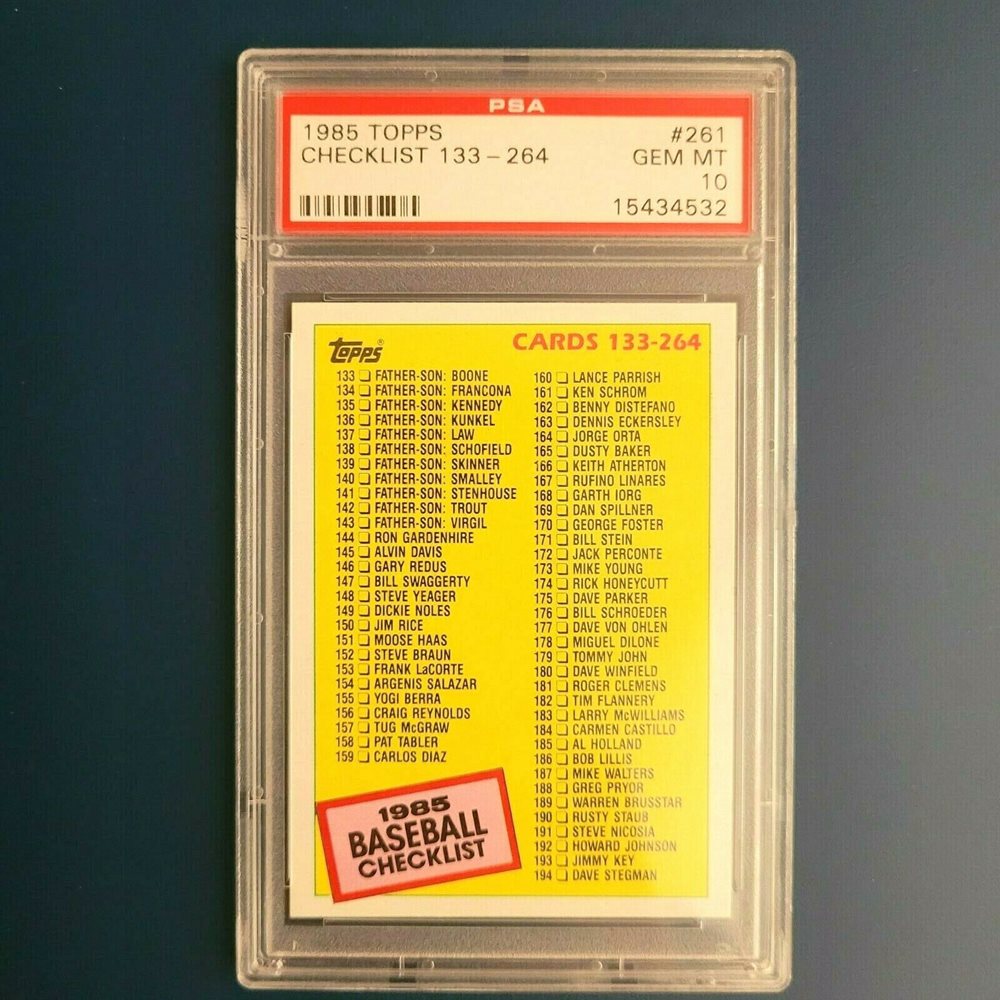 PSA
1985 TOPPS #261
CHECKLIST 133 – 264 GEM MT
10
15434532
Topps®
CARDS 133-264
133 FATHER-SON: BOONE
134 FATHER-SON: FRANCONA
135 FATHER-SON: KENNEDY
136 FATHER-SON: KUNKEL
137 FATHER-SON: LAW
138 FATHER-SON: SCHOFIELD
139 FATHER-SON: SKINNER
140 FATHER-SON: SMALLEY
141 FATHER-SON: STENHOUSE
142 FATHER-SON: TROUT
143 FATHER-SON: VIRGIL
144 RON GARDENHIRE
145 ALVIN DAVIS
146 GARY REDUS
147 BILL SWAGGERTY
148 STEVE YEAGER
149 DICKIE NOLES
150 JIM RICE
151 MOOSE HAAS
152 STEVE BRAUN
153 FRANK LaCORTE
154 ARGENIS SALAZAR
155 YOGI BERRA
156 CRAIG REYNOLDS
157 TUG McGRAW
158 PAT TABLER
159 CARLOS DIAZ
160 LANCE PARRISH
161 KEN SCHROM
162 BENNY DISTEFANO
163 DENNIS ECKERSLEY
164 JORGE ORTA
165 DUSTY BAKER
166 KEITH ATHERTON
167 RUFINO LINARES
168 GARTH IORG
169 DAN SPILLNER
170 GEORGE FOSTER
171 BILL STEIN
172 JACK PERCONTE
173 MIKE YOUNG
174 RICK HONEYCUTT
175 DAVE PARKER
176 BILL SCHROEDER
177 DAVE VON OHLEN
178 MIGUEL DILONE
179 TOMMY JOHN
180 DAVE WINFIELD
181 ROGER CLEMENS
182 TIM FLANNERY
183 LARRY McWILLIAMS
184 CARMEN CASTILLO
185 AL HOLLAND
186 BOB LILLIS
187 MIKE WALTERS
188 GREG PRYOR
189 WARREN BRUSSTAR
190 RUSTY STAUB
191 STEVE NICOSIA
192 HOWARD JOHNSON
193 JIMMY KEY
194 DAVE STEGMAN
1985
BASEBALL
CHECKLIST